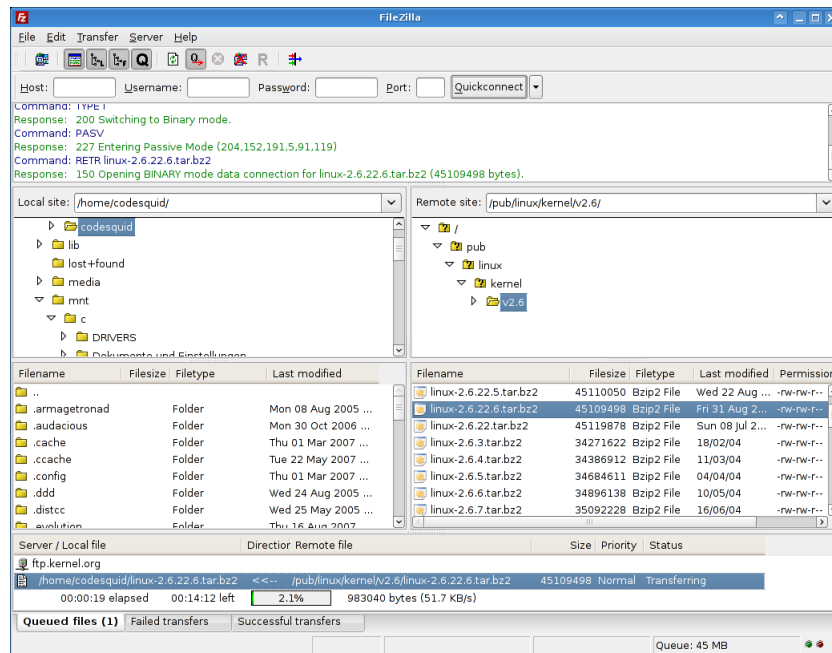 FileZilla
File Edit Transfer Server Help
Host: Username: Password: Port: Quickconnect
Command: TYPE I
Response: 200 Switching to Binary mode.
Command: PASV
Response: 227 Entering Passive Mode (204,152,191,5,91,119)
Command: RETR linux-2.6.22.6.tar.bz2
Response: 150 Opening BINARY mode data connection for linux-2.6.22.6.tar.bz2 (45109498 bytes).
Local site: /home/codesquid/
codesquid
lib
lost+found
media
mnt
c
DRIVERS
Dokumente und Einstellungen
Remote site: /pub/linux/kernel/v2.6/
/
pub
linux
kernel
v2.6
Filename Filesize Filetype Last modified
..
.armagetronad Folder Mon 08 Aug 2005 ...
.audacious Folder Mon 30 Oct 2006 ...
.cache Folder Thu 01 Mar 2007 ...
.ccache Folder Tue 22 May 2007 ...
.config Folder Thu 01 Mar 2007 ...
.ddd Folder Wed 24 Aug 2005 ...
.distcc Folder Wed 25 May 2005 ...
.evolution Folder Thu 16 Aug 2007
Filename Filesize Filetype Last modified Permission
linux-2.6.22.5.tar.bz2 45110050 Bzip2 File Wed 22 Aug ... -rw-rw-r--
linux-2.6.22.6.tar.bz2 45109498 Bzip2 File Fri 31 Aug 2... -rw-rw-r--
linux-2.6.22.tar.bz2 45119878 Bzip2 File Sun 08 Jul 2... -rw-rw-r--
linux-2.6.3.tar.bz2 34271622 Bzip2 File 18/02/04 -rw-rw-r--
linux-2.6.4.tar.bz2 34386912 Bzip2 File 11/03/04 -rw-rw-r--
linux-2.6.5.tar.bz2 34684611 Bzip2 File 04/04/04 -rw-rw-r--
linux-2.6.6.tar.bz2 34896138 Bzip2 File 10/05/04 -rw-rw-r--
linux-2.6.7.tar.bz2 35092228 Bzip2 File 16/06/04 -rw-rw-r--
Server / Local file Direction Remote file Size Priority Status
ftp.kernel.org
/home/codesquid/linux-2.6.22.6.tar.bz2 <<-- /pub/linux/kernel/v2.6/linux-2.6.22.6.tar.bz2 45109498 Normal Transferring
00:00:19 elapsed 00:14:12 left 2.1% 983040 bytes (51.7 KB/s)
Queued files (1) Failed transfers Successful transfers
Queue: 45 MB